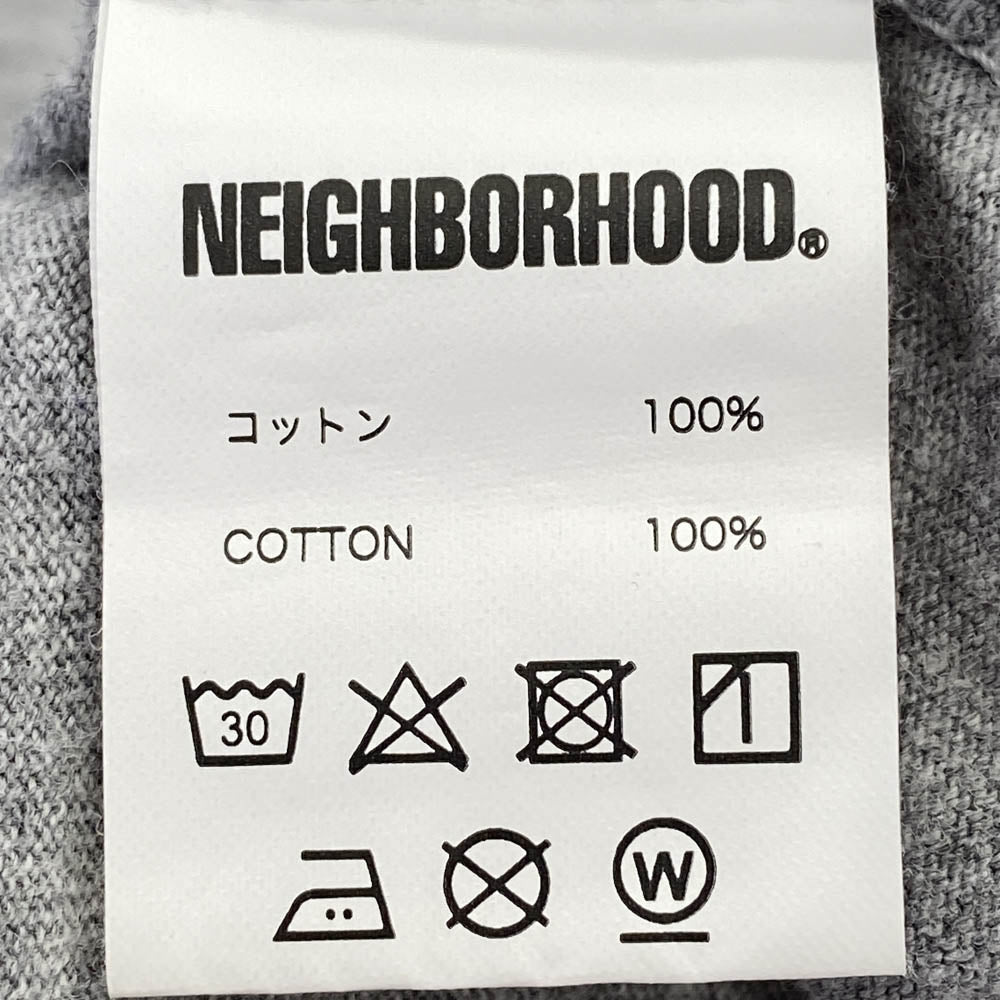 NEIGHBORHOOD®
コットン 100%
COTTON 100%
30
W